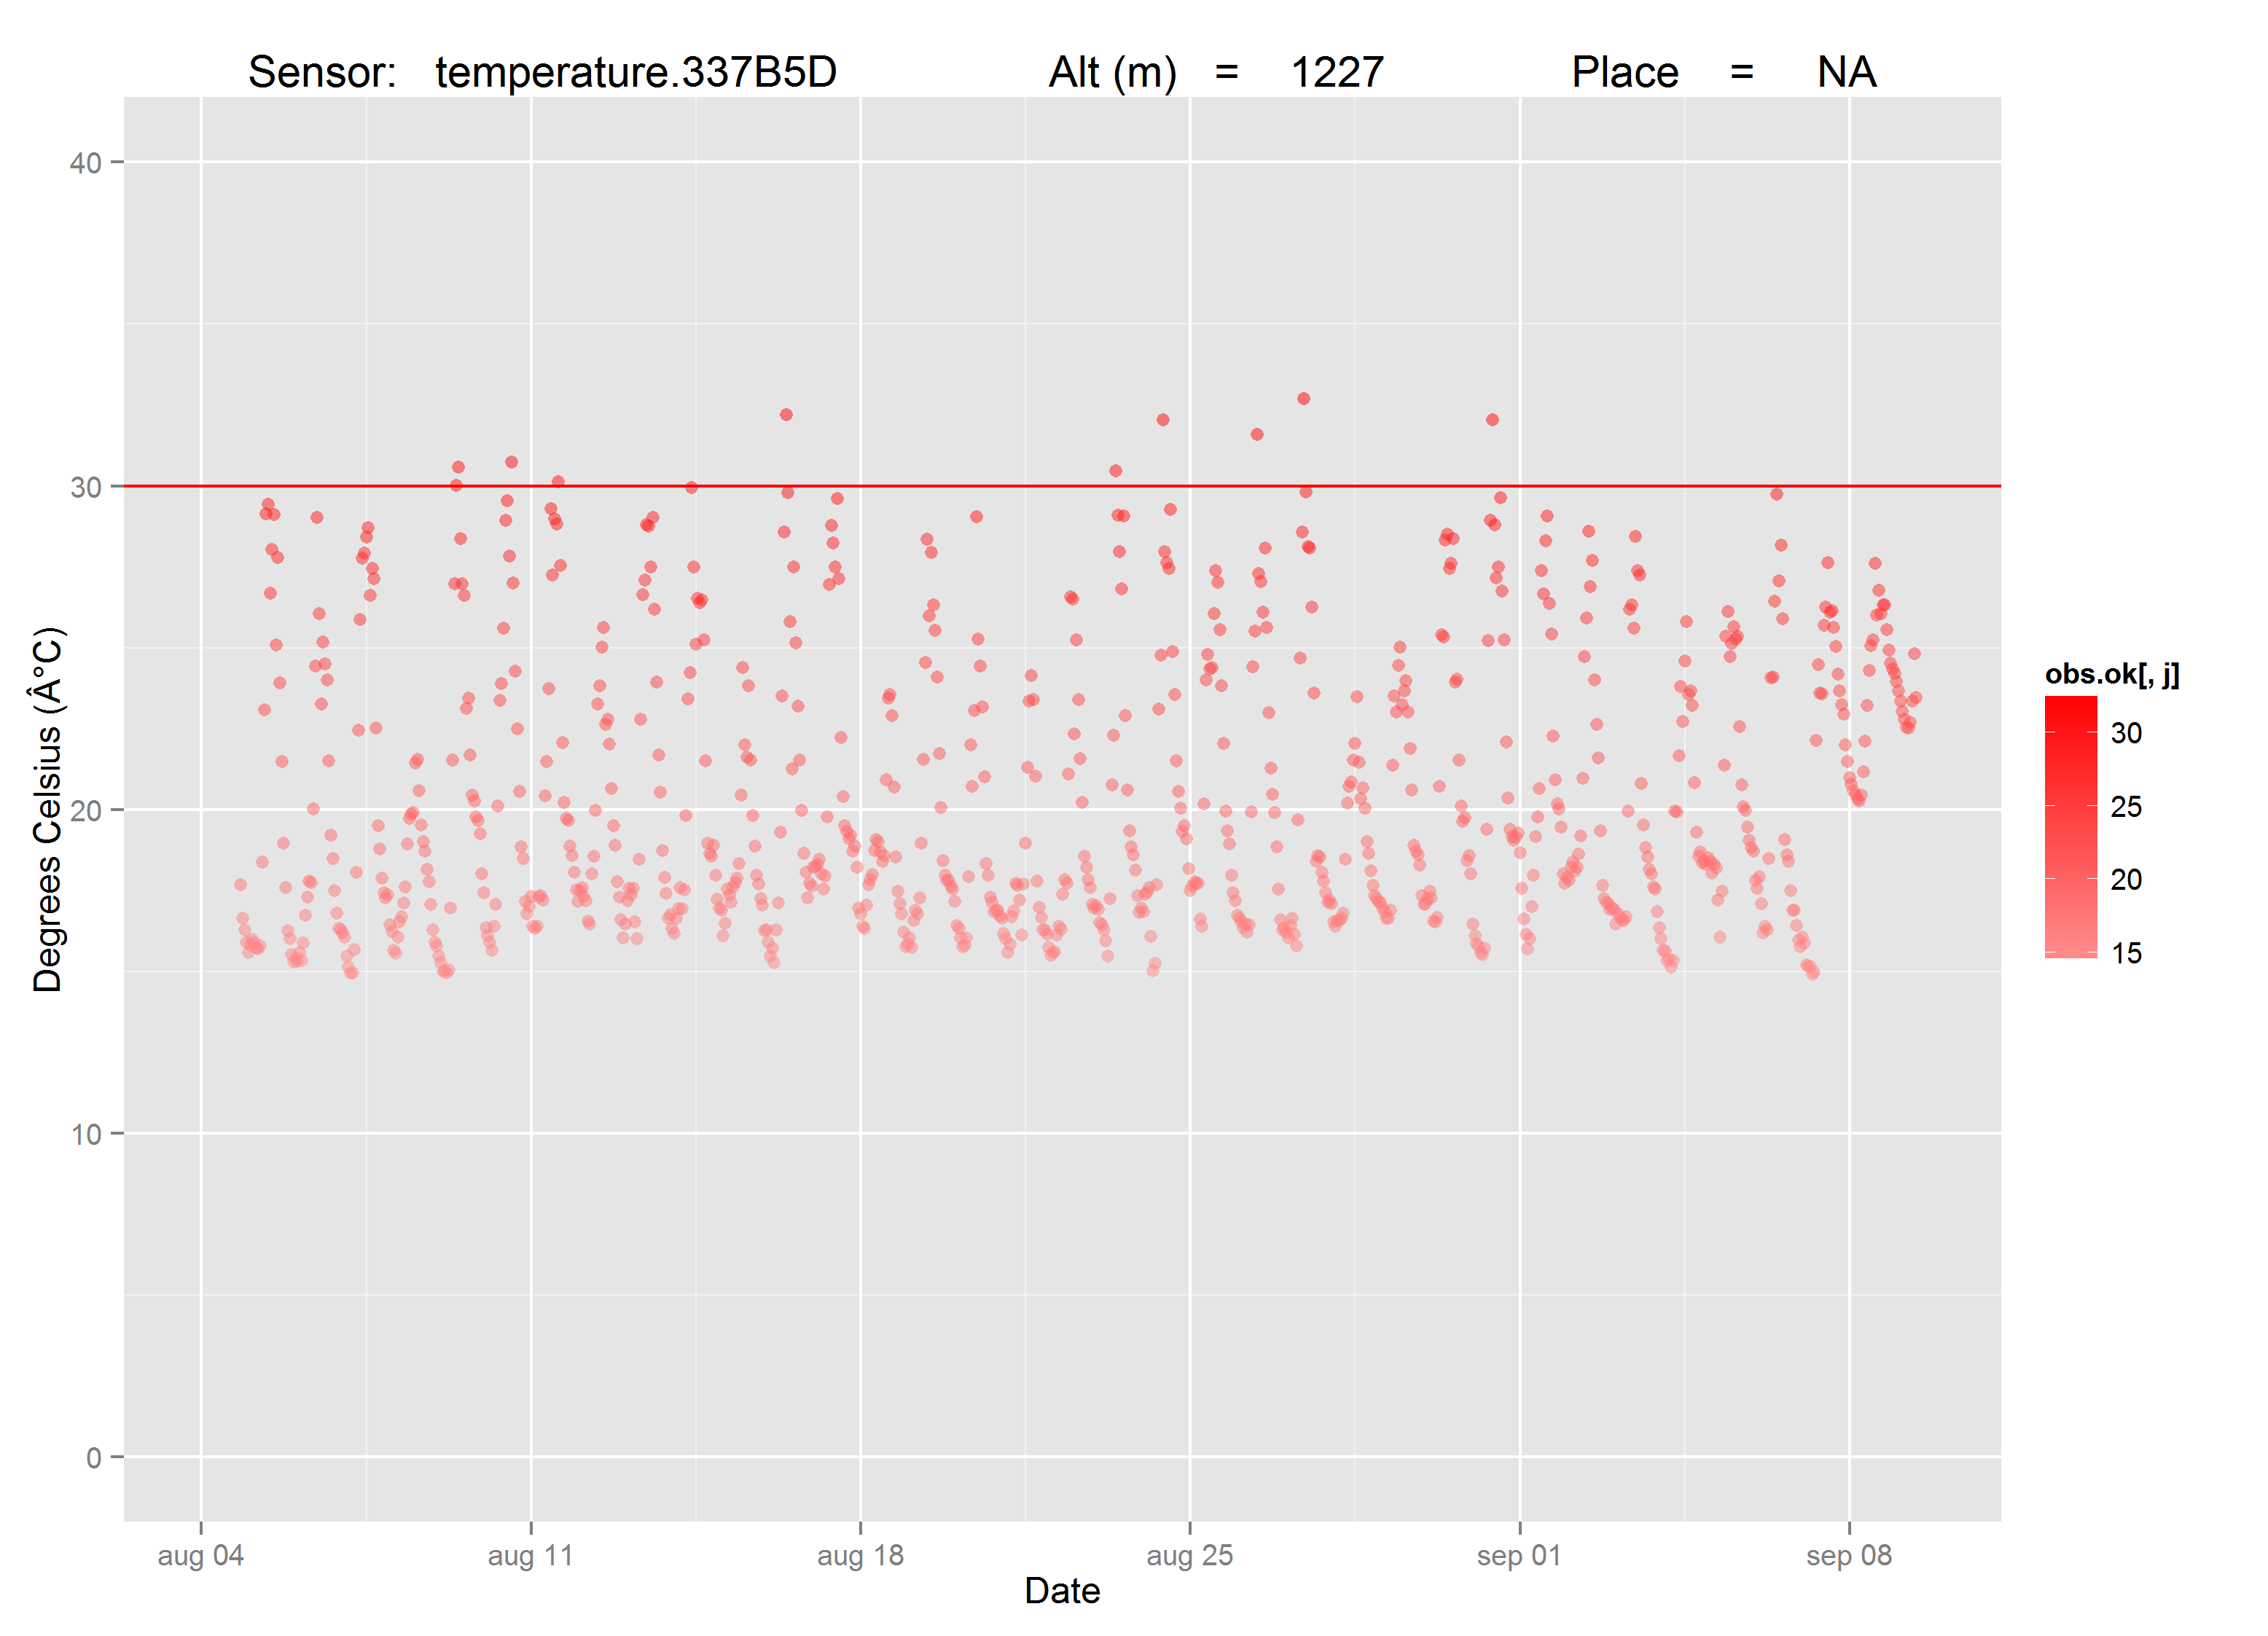 Sensor: temperature.337B5D Alt (m) = 1227 Place = NA
Degrees Celsius (Â°C)
40
30
20
10
0
aug 04 aug 11 aug 18 aug 25 sep 01 sep 08
Date
obs.ok[, j]
30
25
20
15